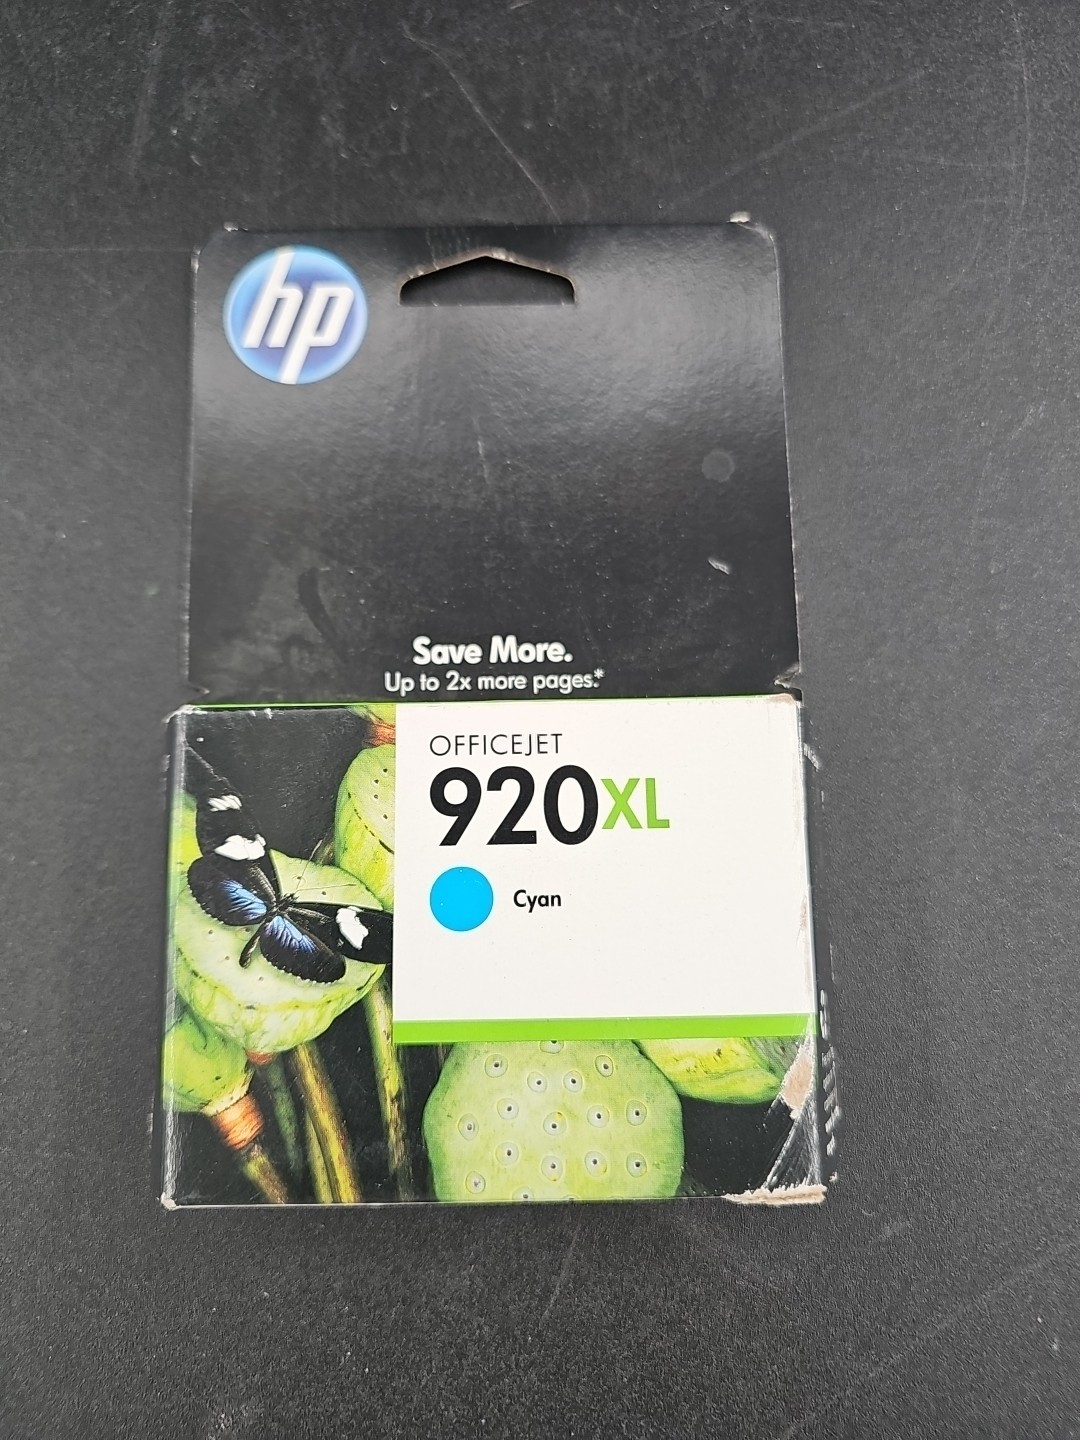 hp
Save More.
Up to 2x more pages.*
OFFICEJET
920XL
Cyan